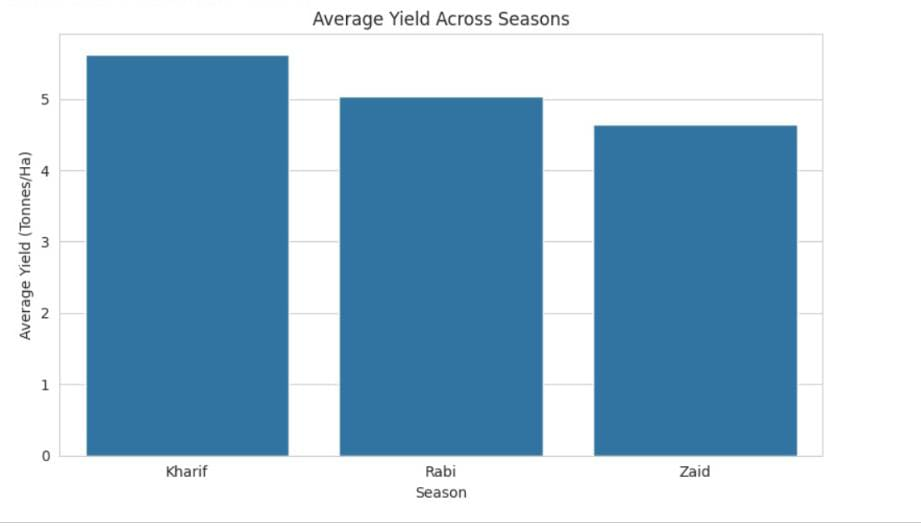 Average Yield Across Seasons
Average Yield (Tonnes/Ha)
5
4
3
2
1
0
Kharif Rabi Zaid
Season